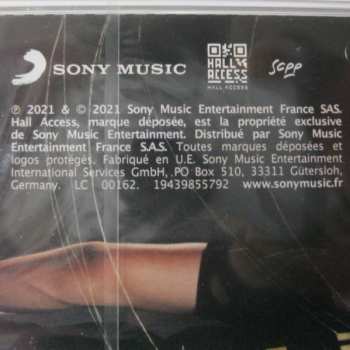 SONY MUSIC
HALL
ACCESS
HALL ACCESS
℗ 2021 & © 2021 Sony Music Entertainment France SAS.
Hall Access, marque déposée, est la propriété exclusive
de Sony Music Entertainment. Distribué par Sony Music
Entertainment France S.A.S. Toutes marques déposées et
logos protégés. Fabriqué en U.E. Sony Music Entertainment
International Services GmbH, .PO Box 510, 33311 Gütersloh,
Germany. LC 00162. 19439855792 www.sonymusic.fr